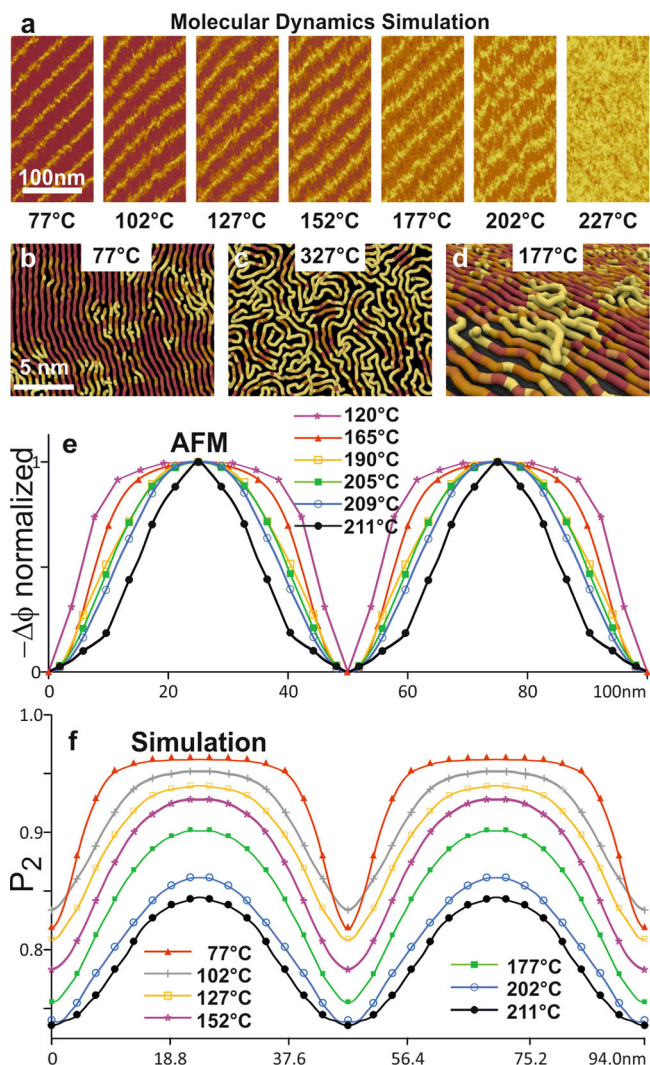 a Molecular Dynamics Simulation
100nm
77°C 102°C 127°C 152°C 177°C 202°C 227°C
b 77°C c 327°C d 177°C
5 nm
e AFM
120°C
165°C
190°C
205°C
209°C
211°C
−Δϕ normalized
1
0
0 20 40 60 80 100nm
f Simulation
P2
1.0
0.9
0.8
77°C
102°C
127°C
152°C
177°C
202°C
211°C
0 18.8 37.6 56.4 75.2 94.0nm